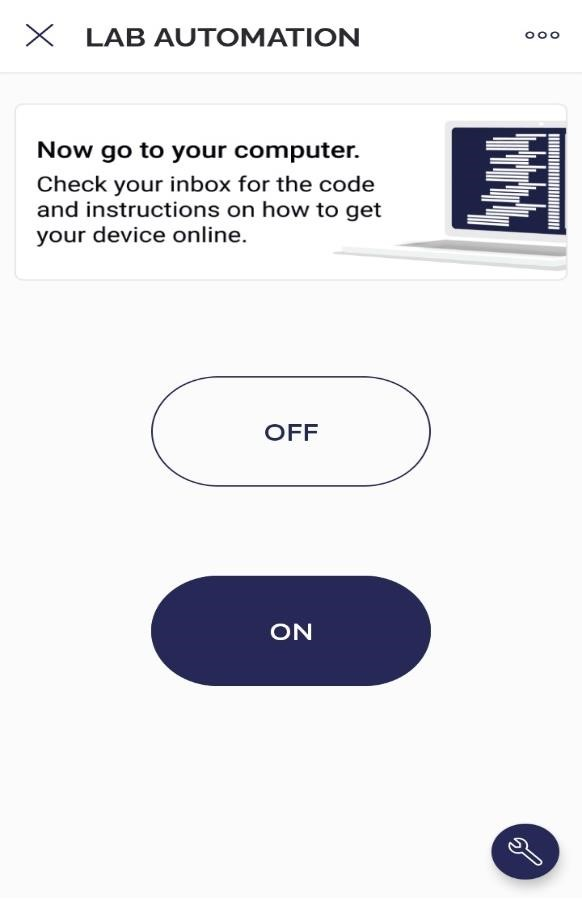 LAB AUTOMATION
Now go to your computer.
Check your inbox for the code
and instructions on how to get
your device online.
OFF
ON